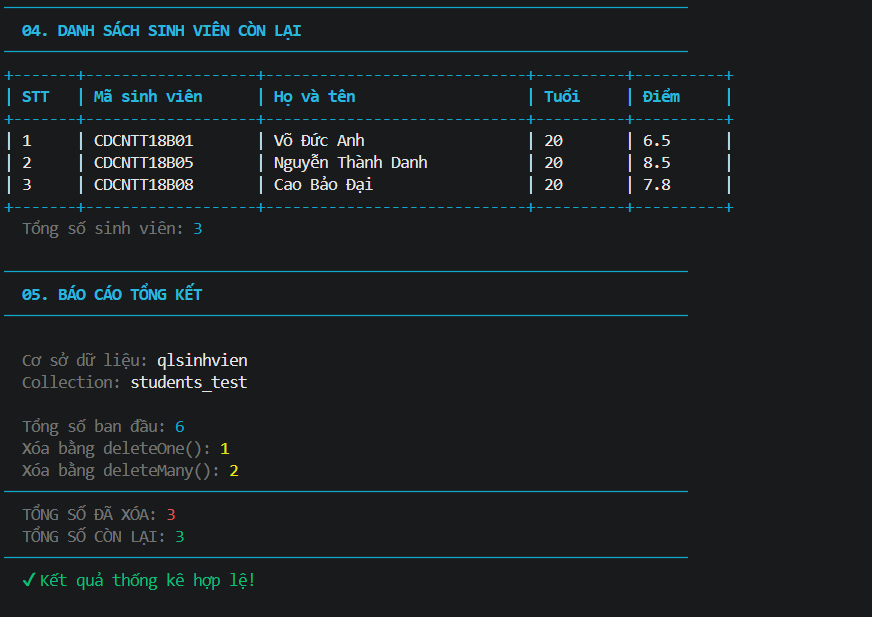 04. DANH SÁCH SINH VIÊN CÒN LẠI
| STT | Mã sinh viên | Họ và tên | Tuổi | Điểm |
| 1 | CDCNTT18B01 | Võ Đức Anh | 20 | 6.5 |
| 2 | CDCNTT18B05 | Nguyễn Thành Danh | 20 | 8.5 |
| 3 | CDCNTT18B08 | Cao Bảo Đại | 20 | 7.8 |
Tổng số sinh viên: 3
05. BÁO CÁO TỔNG KẾT
Cơ sở dữ liệu: qlsinhvien
Collection: students_test
Tổng số ban đầu: 6
Xóa bằng deleteOne(): 1
Xóa bằng deleteMany(): 2
TỔNG SỐ ĐÃ XÓA: 3
TỔNG SỐ CÒN LẠI: 3
✔ Kết quả thống kê hợp lệ!